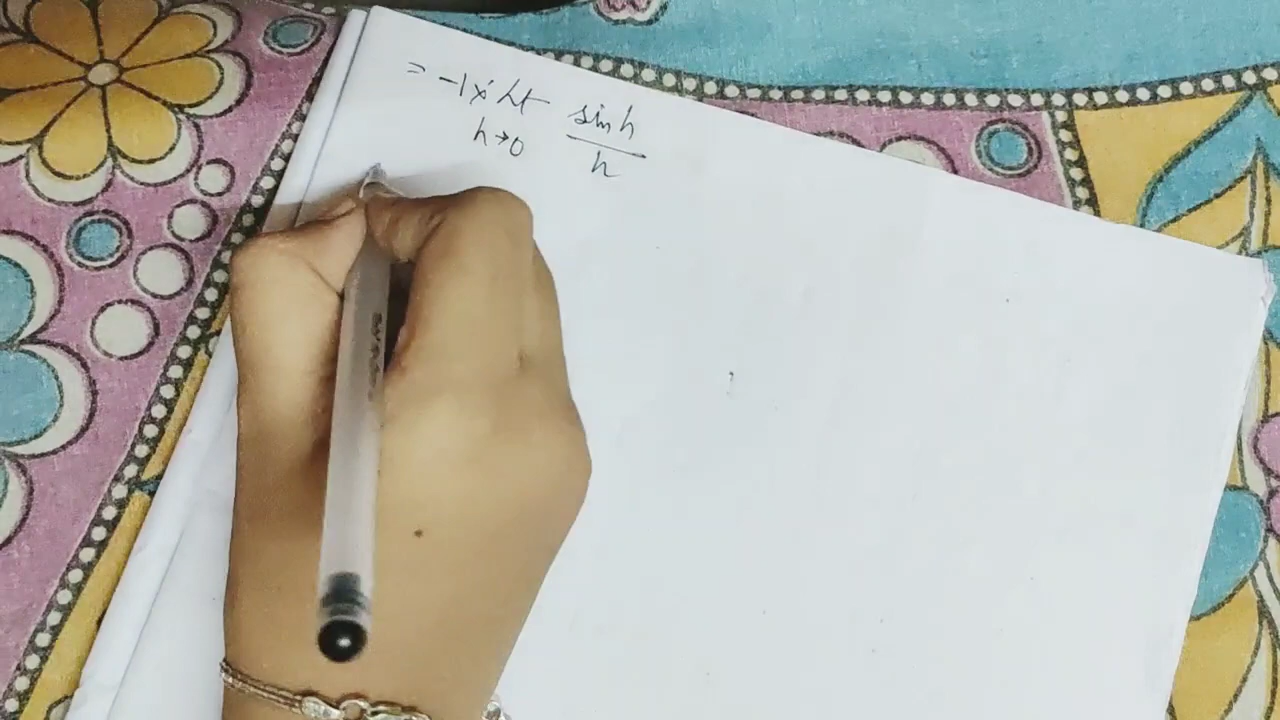 = -1 × Lt sin h
h→0 h